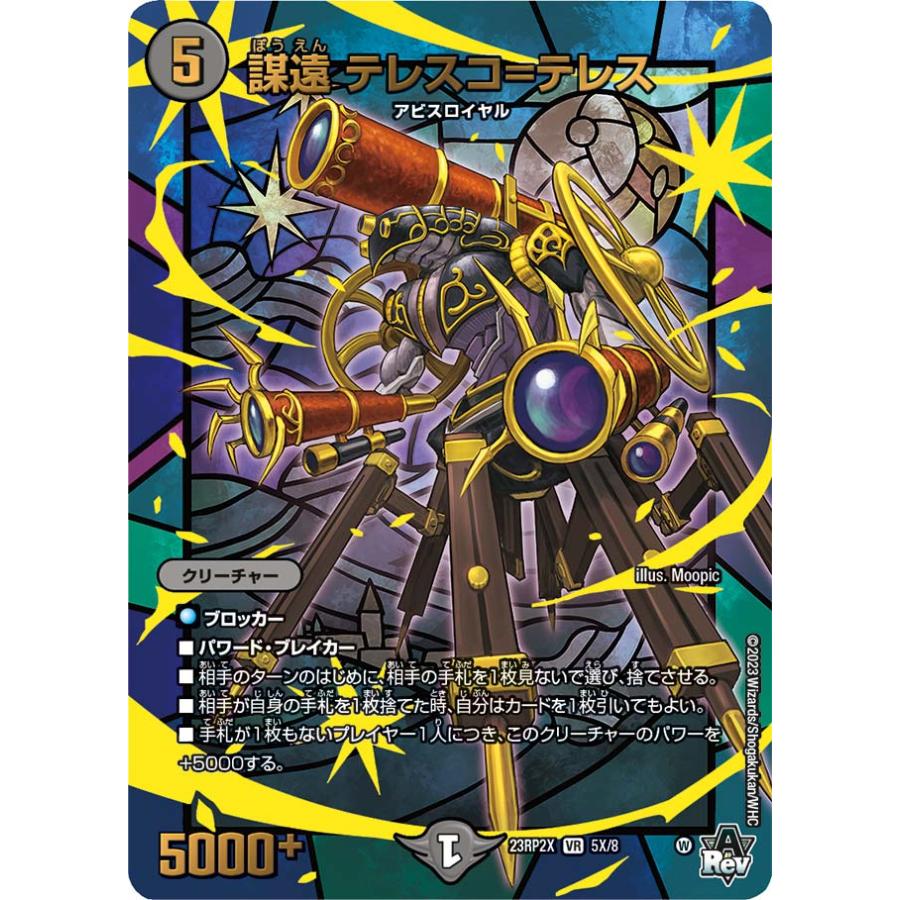 5
ぼうえん
謀遠 テレスコ=テレス
アビスロイヤル
クリーチャー
illus. Moopic
ブロッカー
■パワード・ブレイカー
■相手のターンのはじめに、相手の手札を1枚見ないで選び、捨てさせる。
■相手が自身の手札を1枚捨てた時、自分はカードを1枚引いてもよい。
■手札が1枚もないプレイヤー1人につき、このクリーチャーのパワーを
+5000する。
©2023 Wizards/Shogakukan/WHC
5000+
1
23RP2X VR 5X/8
W
A
Rev